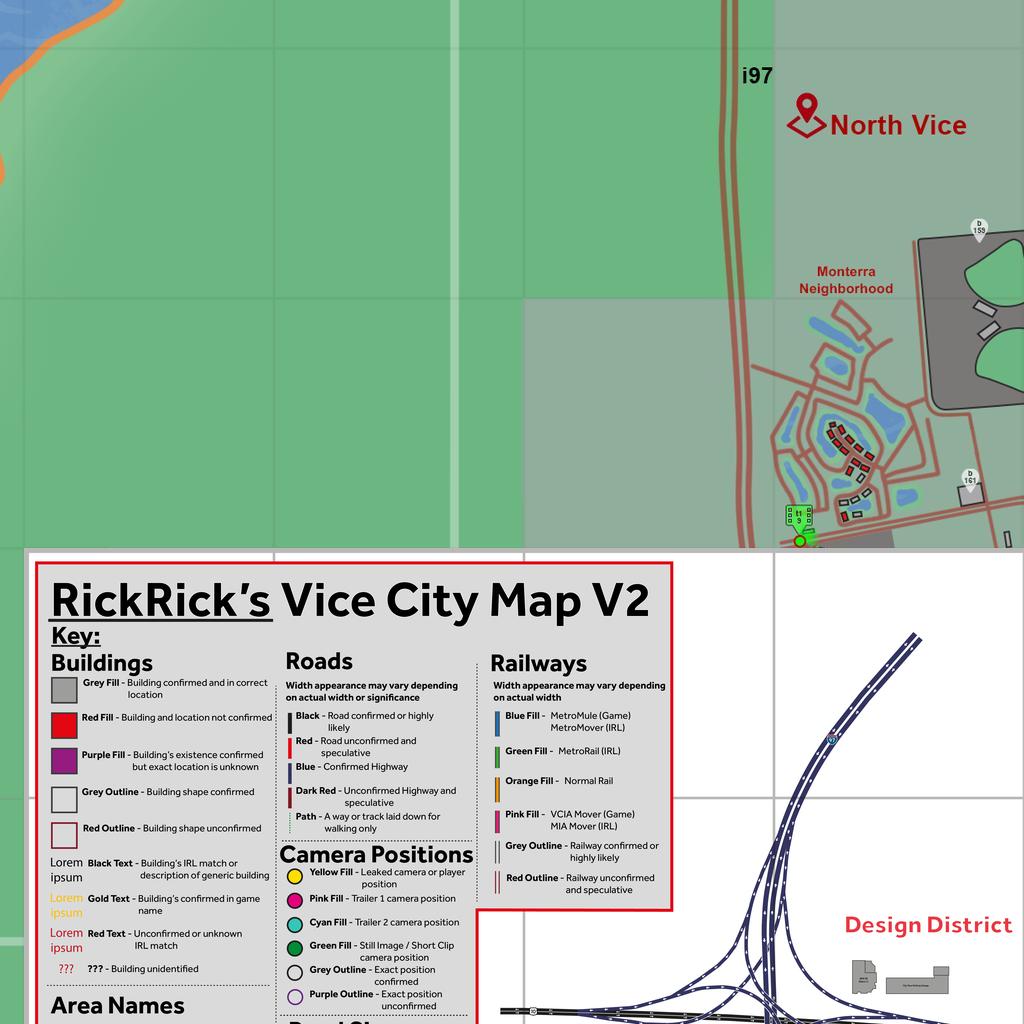 i97
North Vice
D
159
Monterra
Neighborhood
D
161
t1
9
RickRick's Vice City Map V2
Key:
Buildings
Grey Fill - Building confirmed and in correct
location
Red Fill - Building and location not confirmed
Purple Fill - Building's existence confirmed
but exact location is unknown
Grey Outline - Building shape confirmed
Red Outline - Building shape unconfirmed
Lorem
ipsum
Black Text - Building's IRL match or
description of generic building
Lorem
ipsum
Gold Text - Building's confirmed in game
name
Lorem
ipsum
Red Text - Unconfirmed or unknown
IRL match
??? ??? - Building unidentified
Area Names
Roads
Width appearance may vary depending
on actual width or significance
Black - Road confirmed or highly
likely
Red - Road unconfirmed and
speculative
Blue - Confirmed Highway
Dark Red - Unconfirmed Highway and
speculative
Path - A way or track laid down for
walking only
Camera Positions
Yellow Fill - Leaked camera or player
position
Pink Fill - Trailer 1 camera position
Cyan Fill - Trailer 2 camera position
Green Fill - Still Image / Short Clip
camera position
Grey Outline - Exact position
confirmed
Purple Outline - Exact position
unconfirmed
Railways
Width appearance may vary depending
on actual width
Blue Fill - MetroMule (Game)
MetroMover (IRL)
Green Fill - MetroRail (IRL)
Orange Fill - Normal Rail
Pink Fill - VCIA Mover (Game)
MIA Mover (IRL)
Grey Outline - Railway confirmed or
highly likely
Red Outline - Railway unconfirmed
and speculative
Design District